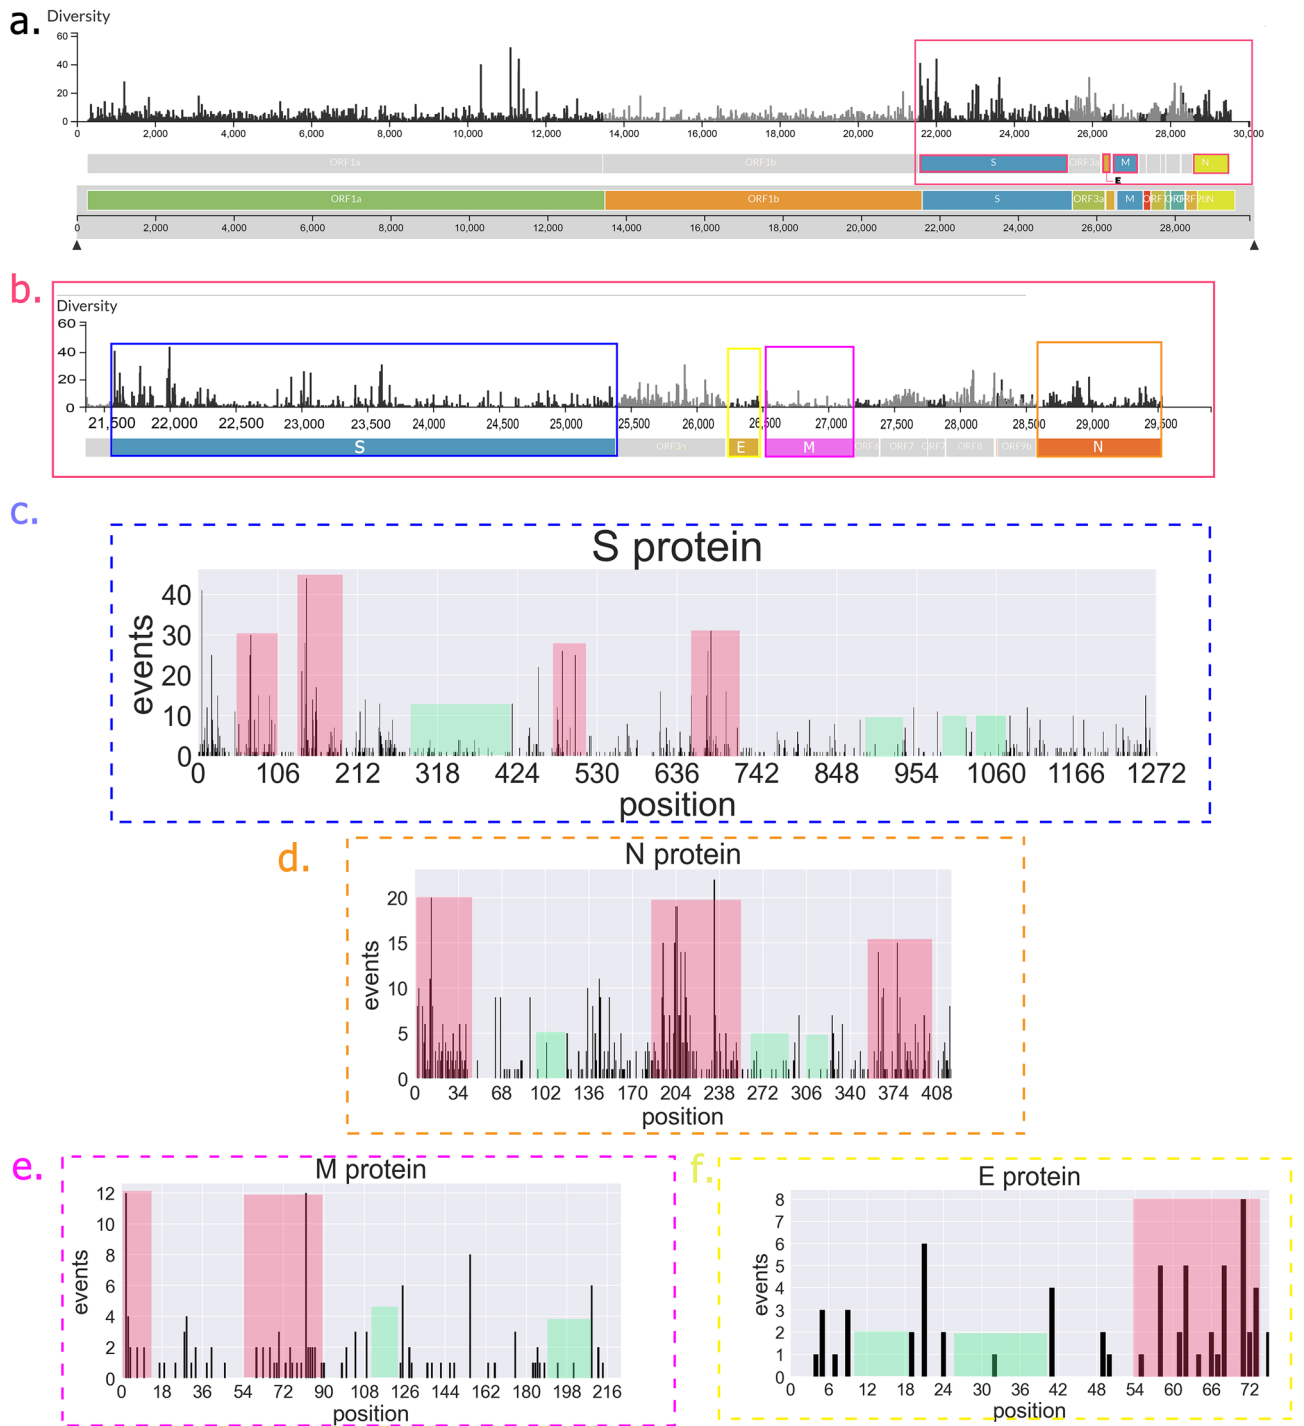 a. Diversity
60
40
20
0
0 2,000 4,000 6,000 8,000 10,000 12,000 14,000 16,000 18,000 20,000 22,000 24,000 26,000 28,000 30,000
ORF1a ORF1b S ORF3a M N
E
ORF1a ORF1b S ORF3a M N
0 2,000 4,000 6,000 8,000 10,000 12,000 14,000 16,000 18,000 20,000 22,000 24,000 26,000 28,000
b.
Diversity
60
40
20
0
21,500 22,000 22,500 23,000 23,500 24,000 24,500 25,000 25,500 26,000 26,500 27,000 27,500 28,000 28,500 29,000 29,500
S ORF3a E M ORF6 ORF7 ORF7 ORF8 ORF9b N
c.
S protein
events
40
30
20
10
0
0 106 212 318 424 530 636 742 848 954 1060 1166 1272
position
d.
N protein
events
20
15
10
5
0
0 34 68 102 136 170 204 238 272 306 340 374 408
position
e.
M protein
events
12
10
8
6
4
2
0
0 18 36 54 72 90 108 126 144 162 180 198 216
position
f.
E protein
events
8
7
6
5
4
3
2
1
0
0 6 12 18 24 30 36 42 48 54 60 66 72
position